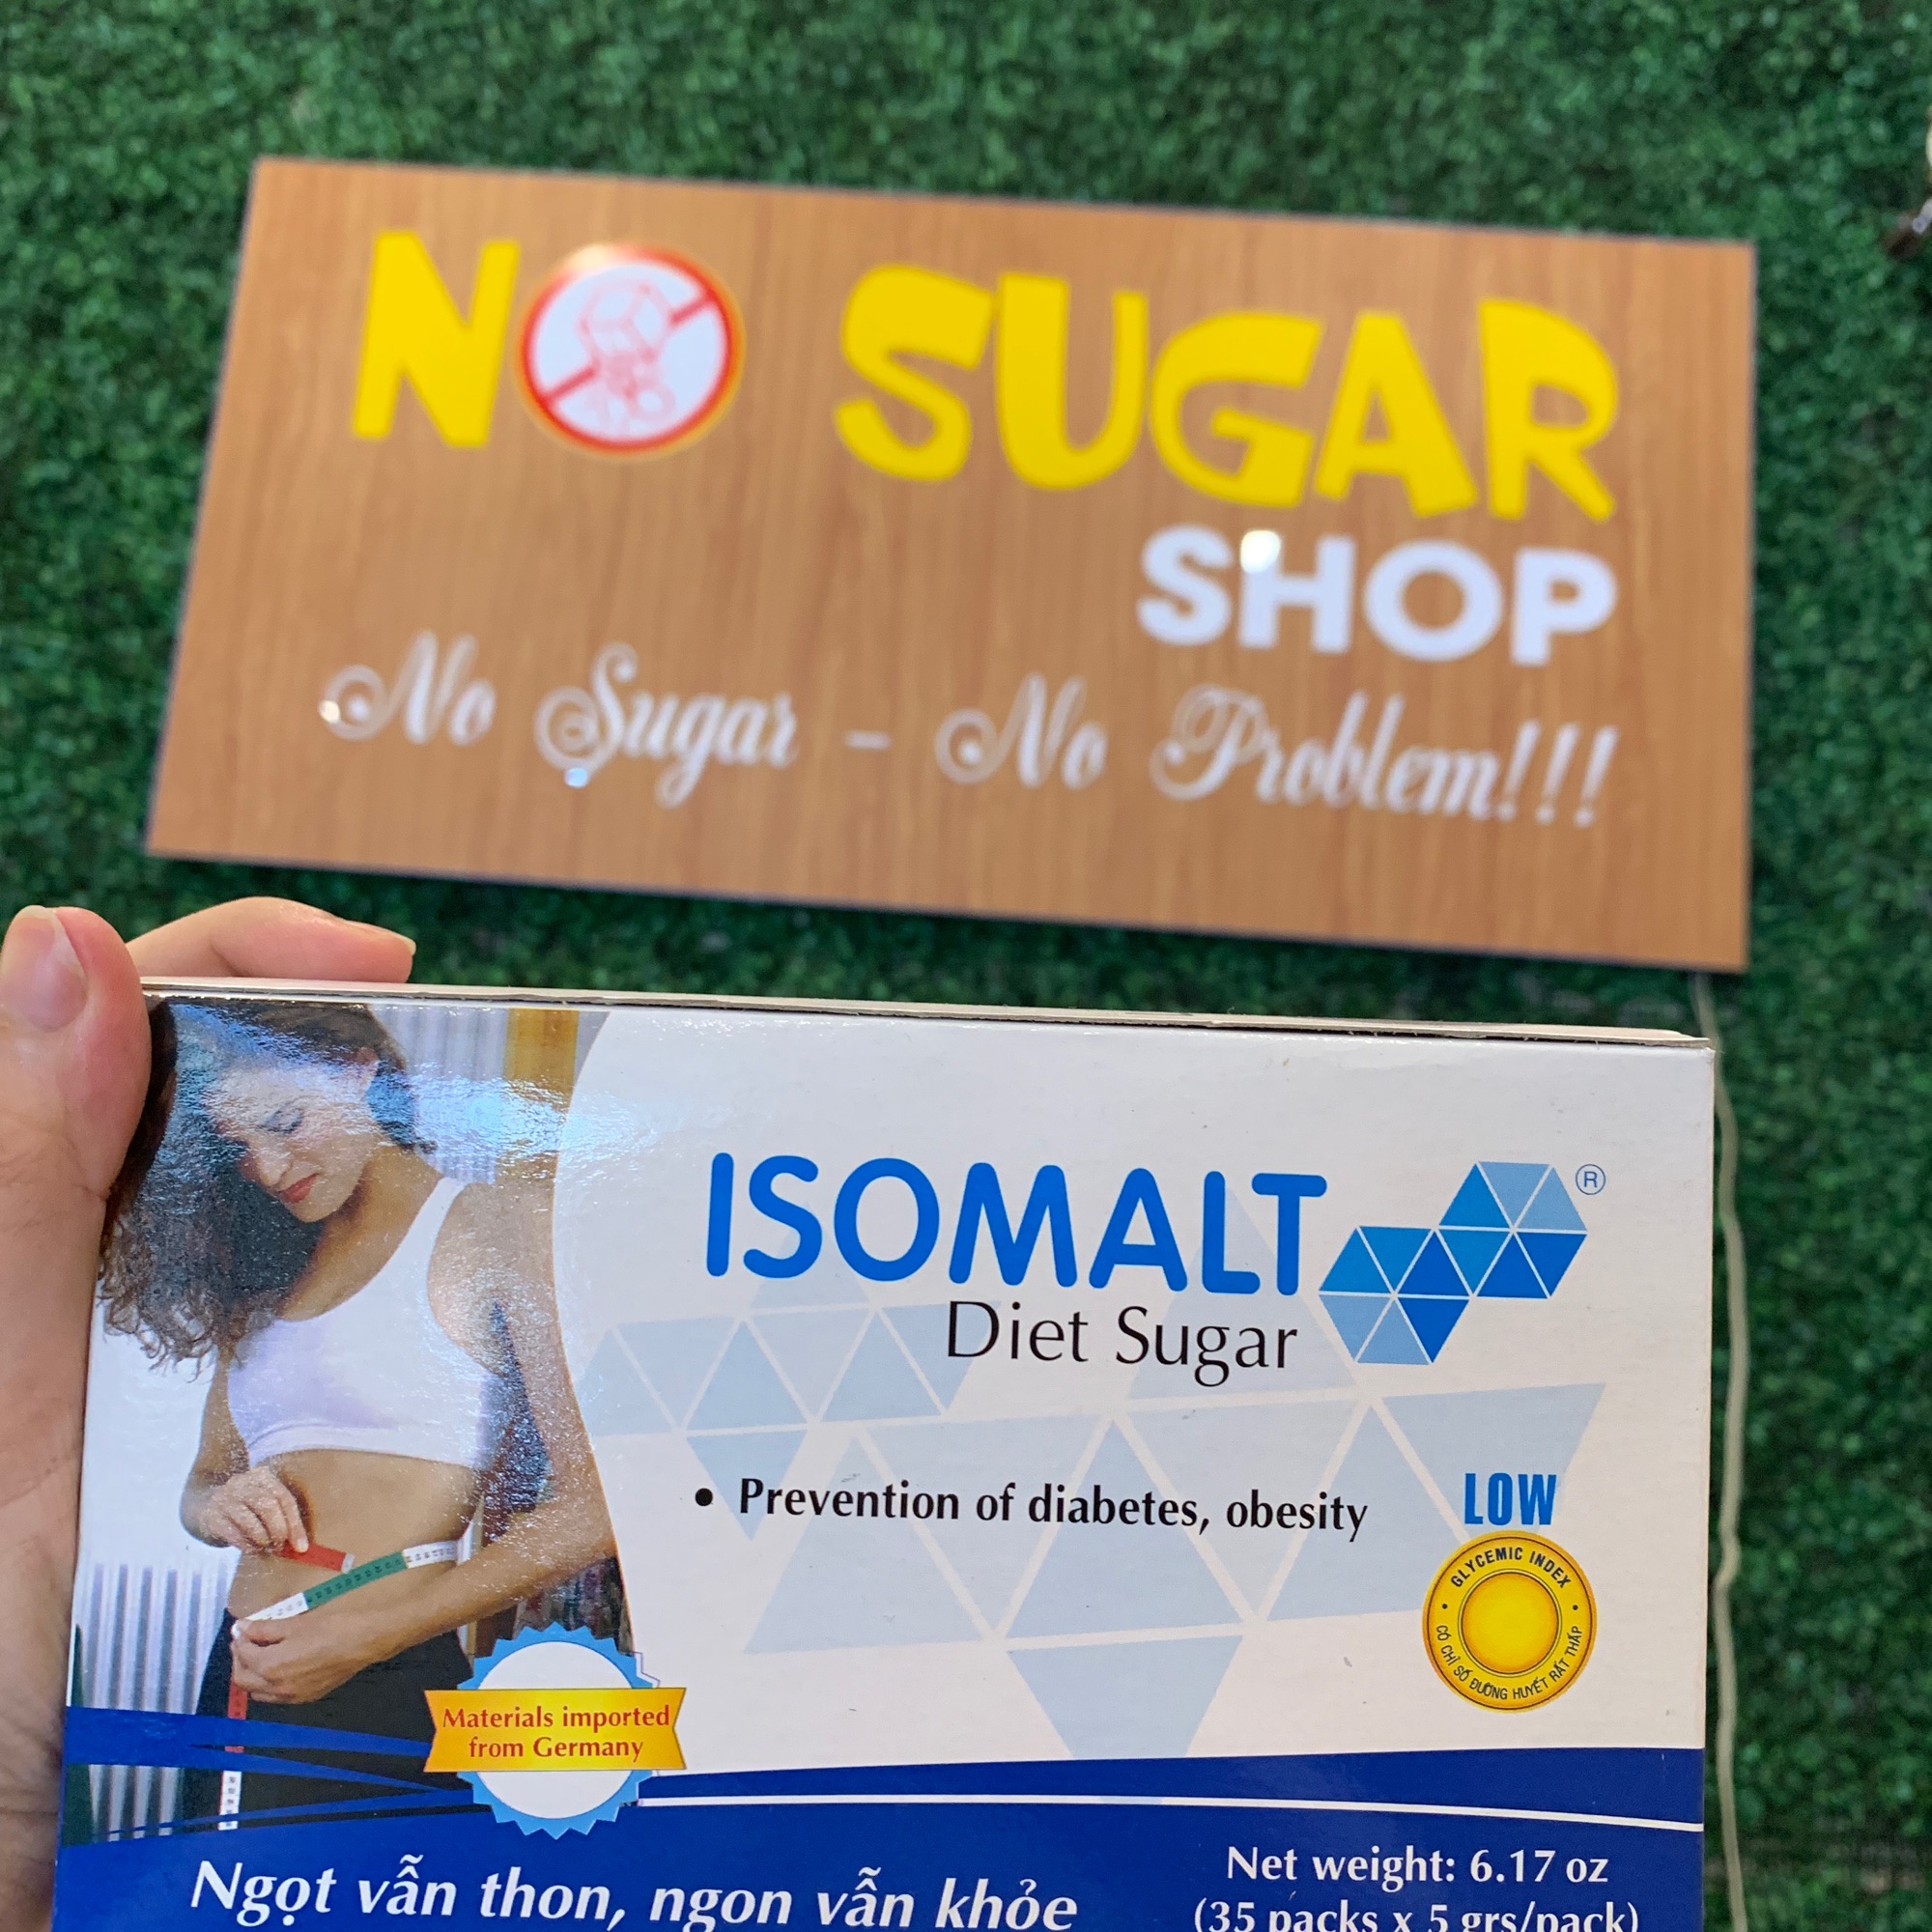 NO SUGAR
SHOP
No Sugar - No Problem!!!
ISOMALT ®
Diet Sugar
• Prevention of diabetes, obesity
LOW
GLYCEMIC INDEX
CÓ CHỈ SỐ ĐƯỜNG HUYẾT RẤT THẤP
Materials imported
from Germany
Ngọt vẫn thon, ngon vẫn khỏe
Net weight: 6.17 oz
(35 packs x 5 grs/pack)